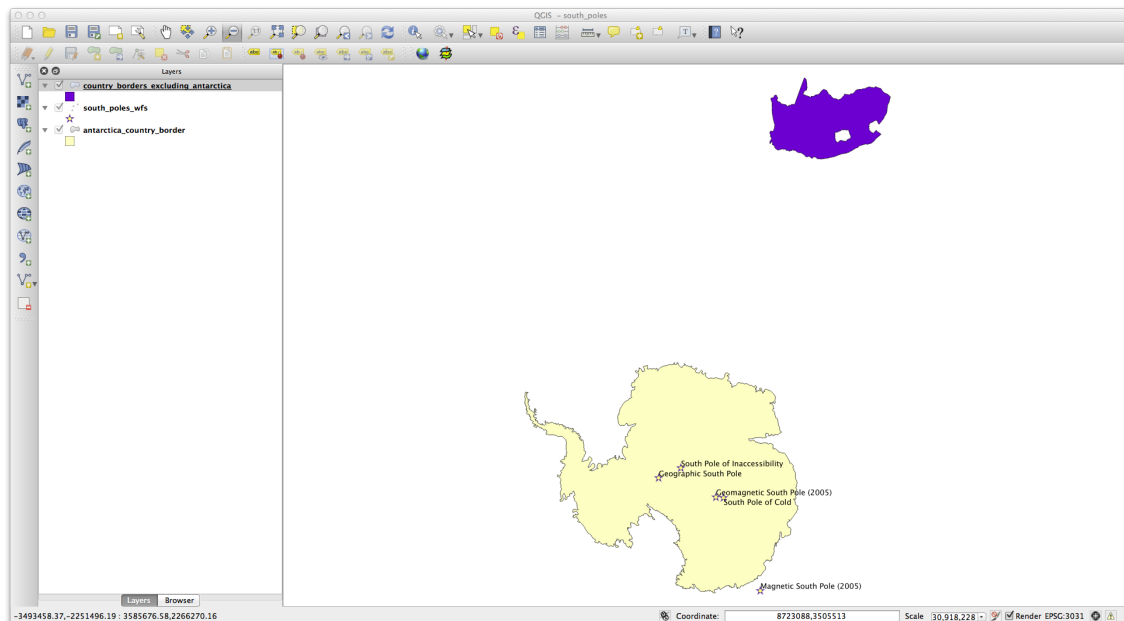 QGIS - south_poles
Layers
country_borders_excluding_antarctica
south_poles_wfs
antarctica_country_border
South Pole of Inaccessibility
Geographic South Pole
Geomagnetic South Pole (2005)
South Pole of Cold
Magnetic South Pole (2005)
Layers Browser
-3493458.37,-2251496.19 : 3585676.58,2266270.16 Coordinate: 8723088,3505513 Scale 30,918,228 Render EPSG:3031